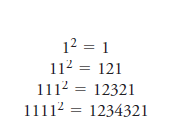 1² = 1
11² = 121
111² = 12321
1111² = 1234321